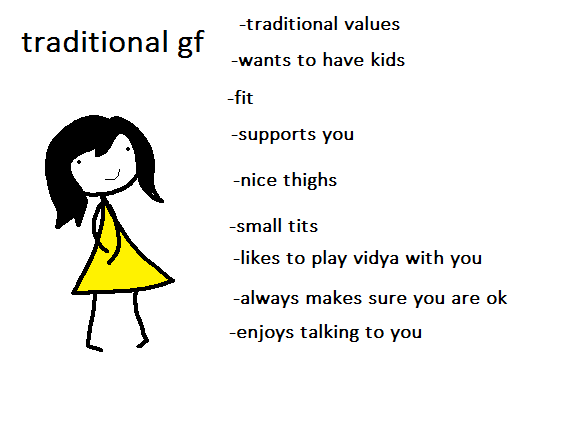 traditional gf
-traditional values
-wants to have kids
-fit
-supports you
-nice thighs
-small tits
-likes to play vidya with you
-always makes sure you are ok
-enjoys talking to you